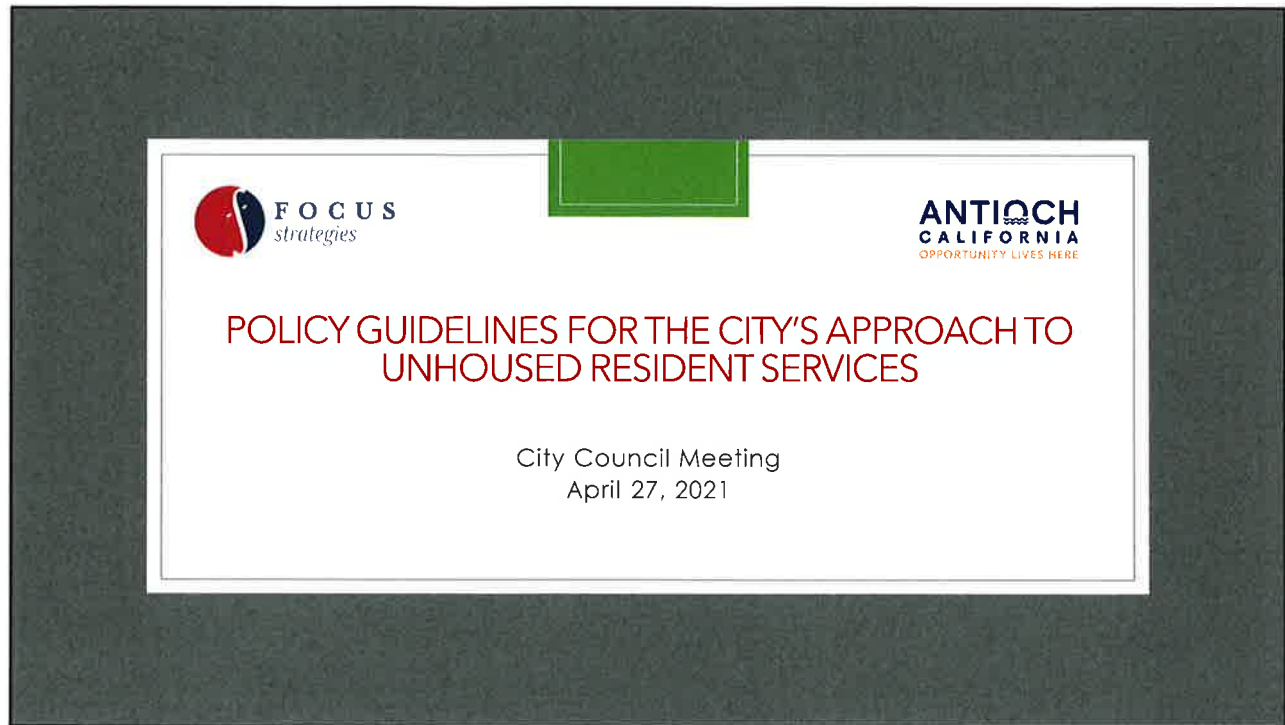 FOCUS
strategies
ANTIOCH
CALIFORNIA
OPPORTUNITY LIVES HERE
POLICY GUIDELINES FOR THE CITY'S APPROACH TO
UNHOUSED RESIDENT SERVICES
City Council Meeting
April 27, 2021